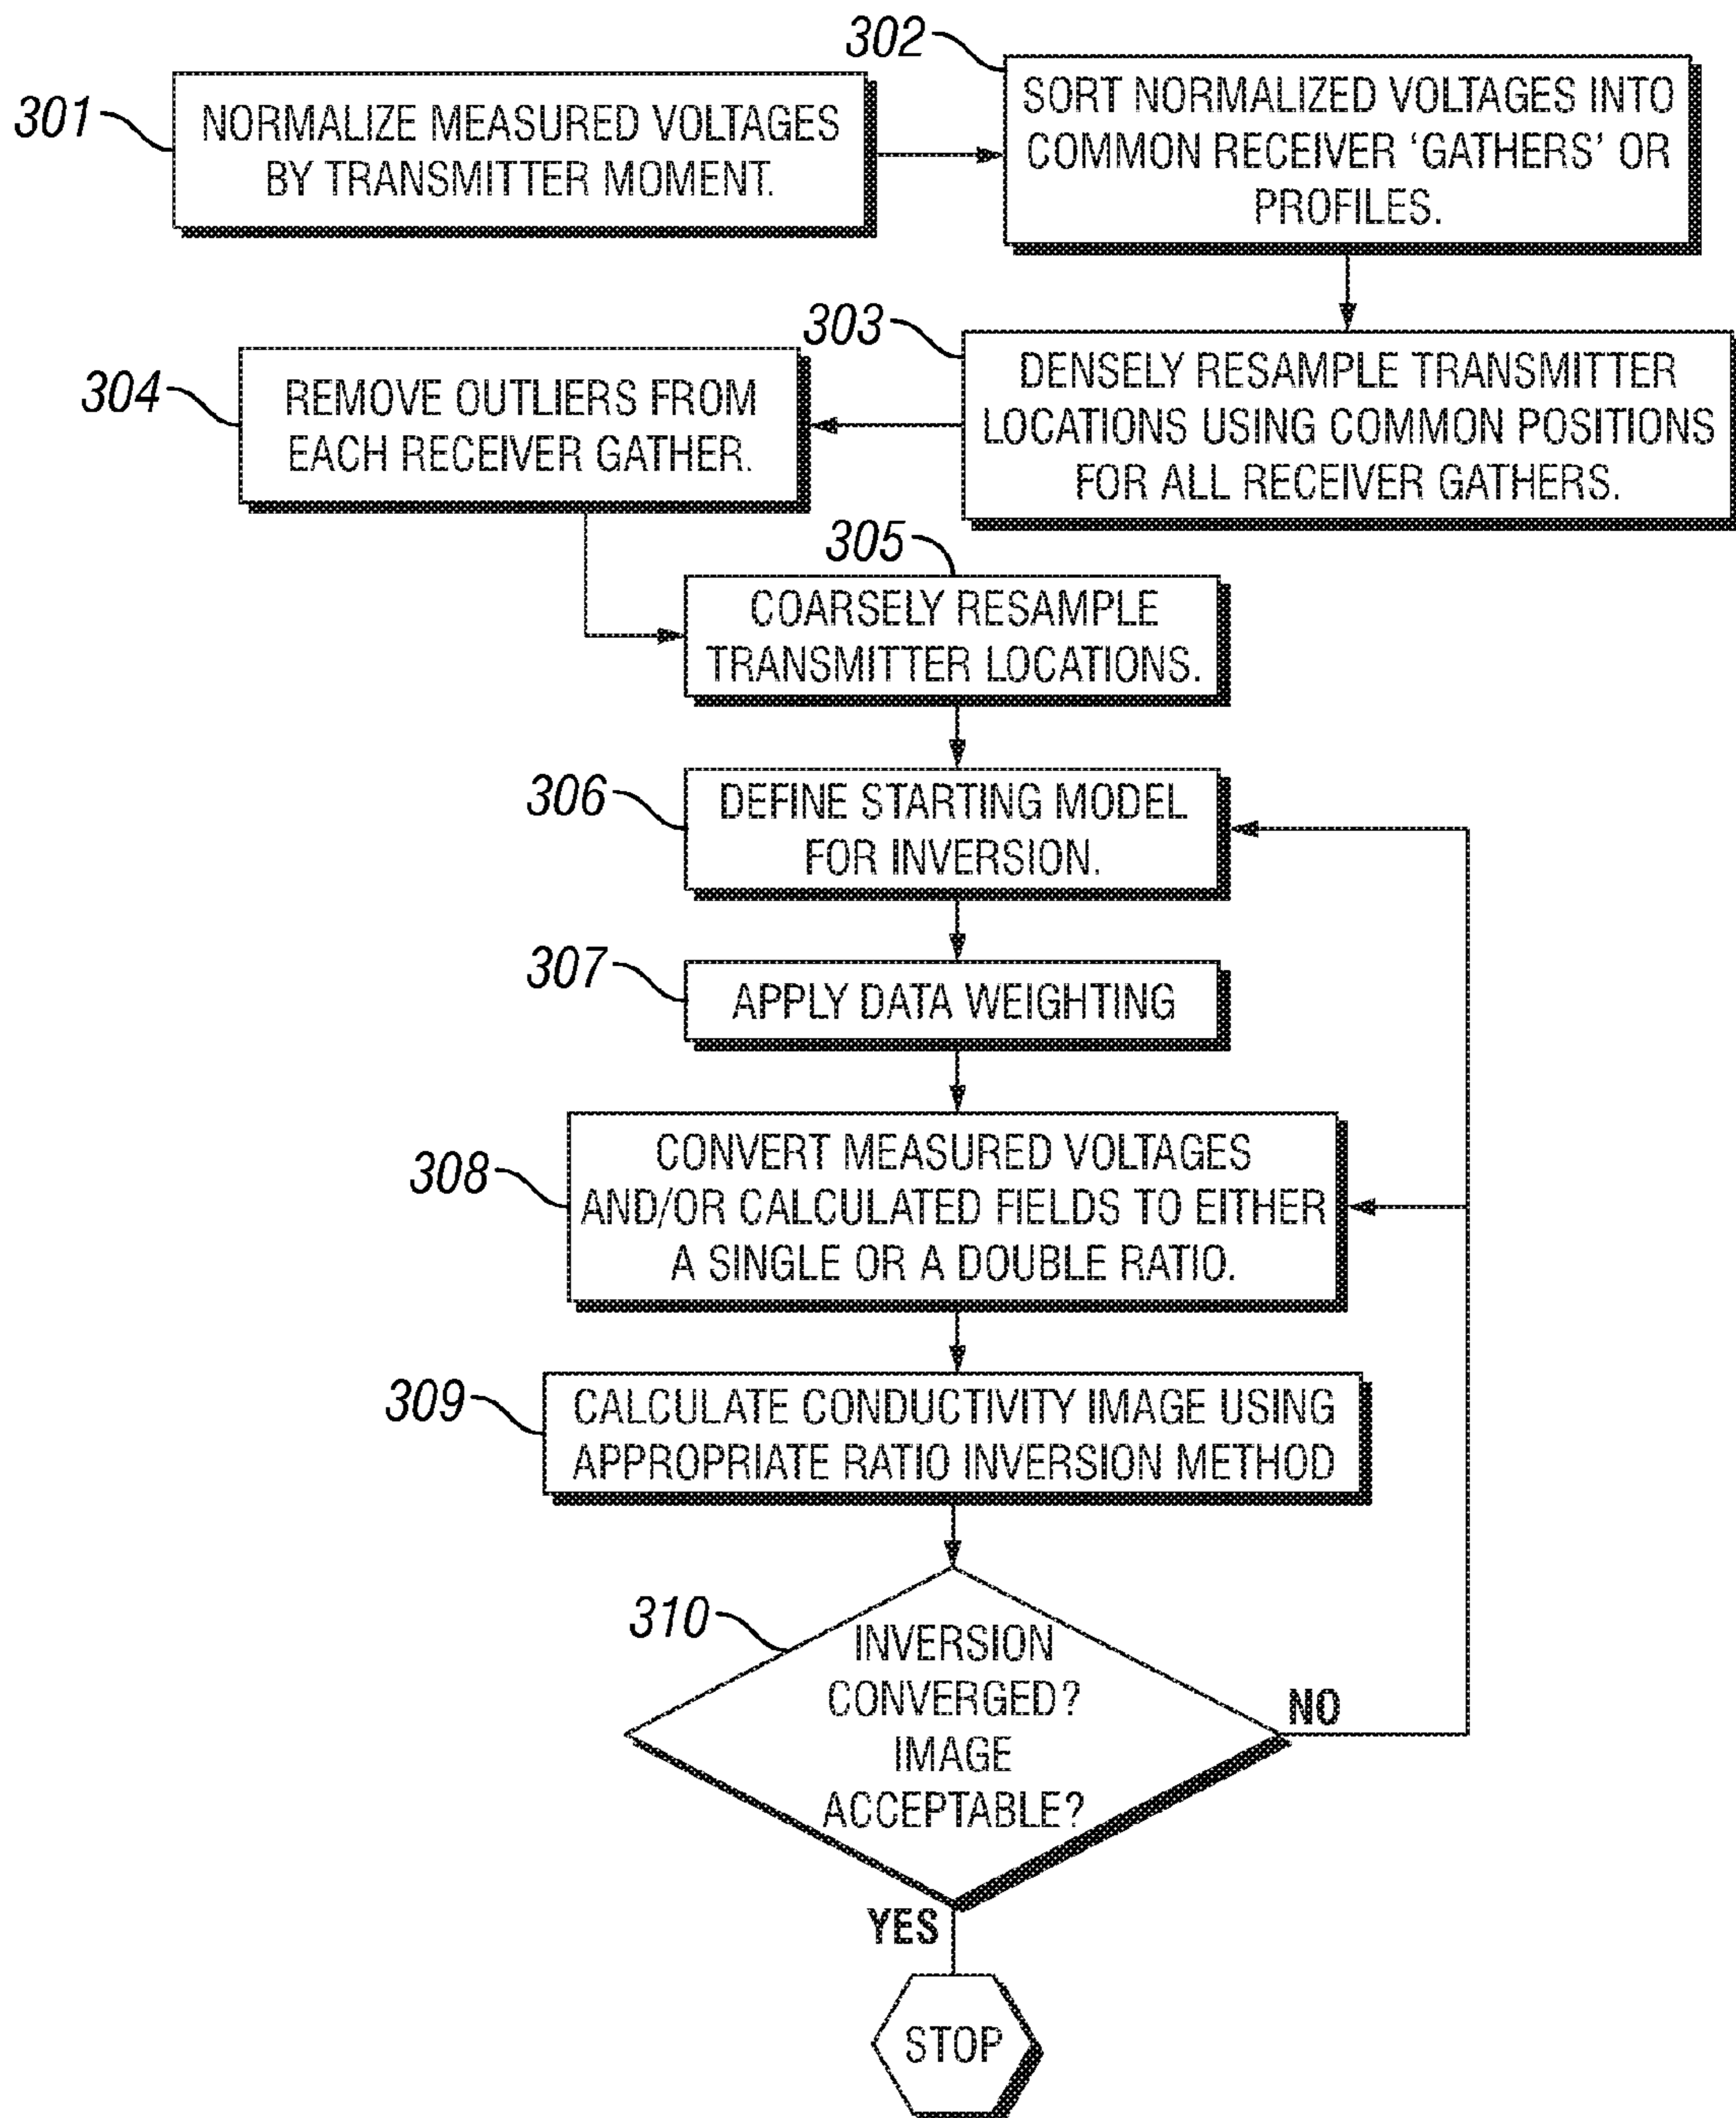 301
NORMALIZE MEASURED VOLTAGES
BY TRANSMITTER MOMENT.
302
SORT NORMALIZED VOLTAGES INTO
COMMON RECEIVER ‘GATHERS’ OR
PROFILES.
303
DENSELY RESAMPLE TRANSMITTER
LOCATIONS USING COMMON POSITIONS
FOR ALL RECEIVER GATHERS.
304
REMOVE OUTLIERS FROM
EACH RECEIVER GATHER.
305
COARSELY RESAMPLE
TRANSMITTER LOCATIONS.
306
DEFINE STARTING MODEL
FOR INVERSION.
307
APPLY DATA WEIGHTING
308
CONVERT MEASURED VOLTAGES
AND/OR CALCULATED FIELDS TO EITHER
A SINGLE OR A DOUBLE RATIO.
309
CALCULATE CONDUCTIVITY IMAGE USING
APPROPRIATE RATIO INVERSION METHOD
310
INVERSION
CONVERGED?
IMAGE
ACCEPTABLE?
NO
YES
STOP